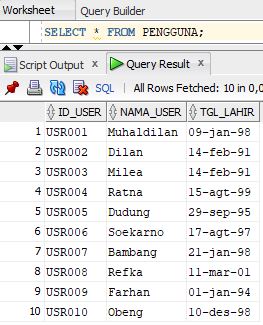 Worksheet Query Builder
SELECT * FROM PENGGUNA;
Script Output x Query Result x
SQL All Rows Fetched: 10 in 0,0
ID_USER NAMA_USER TGL_LAHIR
1 USR001 Muhaldilan 09-jan-98
2 USR002 Dilan 14-feb-91
3 USR003 Milea 14-feb-91
4 USR004 Ratna 15-agt-99
5 USR005 Dudung 29-sep-95
6 USR006 Soekarno 17-agt-97
7 USR007 Bambang 21-jan-98
8 USR008 Refka 11-mar-01
9 USR009 Farhan 01-jan-94
10 USR010 Obeng 10-des-98